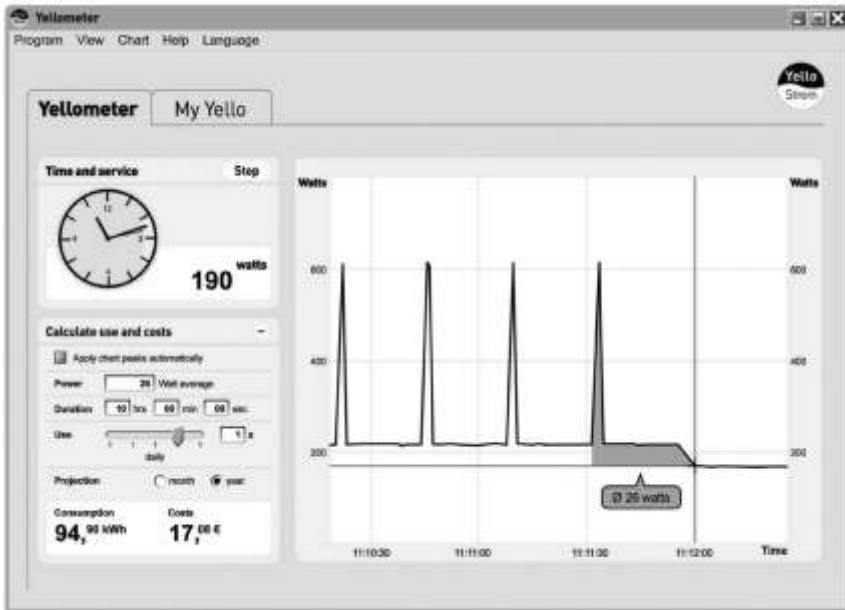 Yellometer
Program View Chart Help Language
Yello
Strom
Yellometer My Yello
Time and service Stop
12
190 watts
Calculate use and costs –
Apply chart peaks automatically
Power 26 Watt average
Duration 10 hrs 00 min 00 sec
Use 1 x
daily
Projection month year
Consumption Costs
94,90 kWh 17,08 €
Watts Watts
600 600
400 400
200 200
Ø 26 watts
11:10:30 11:11:00 11:11:30 11:12:00 Time